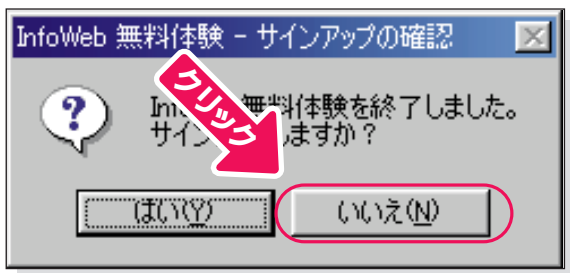 InfoWeb 無料体験 - サインアップの確認
クリック
無料体験を終了しました。
サイン しますか？
はい(Y)
いいえ(N)